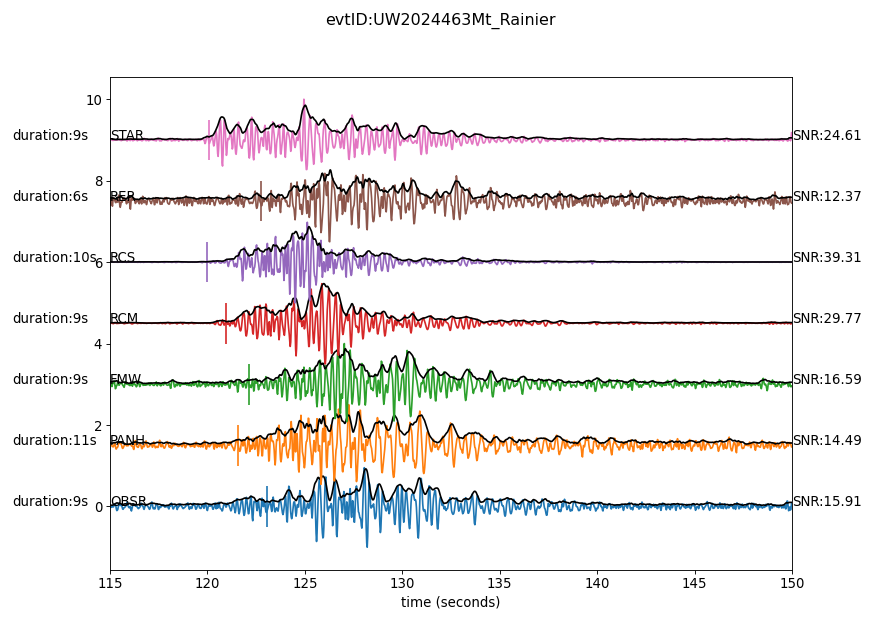 evtID:UW2024463Mt_Rainier
10
duration:9s STAR SNR:24.61
8
duration:6s RER SNR:12.37
duration:10s RCS SNR:39.31
6
duration:9s RCM SNR:29.77
4
duration:9s FMW SNR:16.59
2
duration:11s PANH SNR:14.49
duration:9s OBSR SNR:15.91
0
115 120 125 130 135 140 145 150
time (seconds)